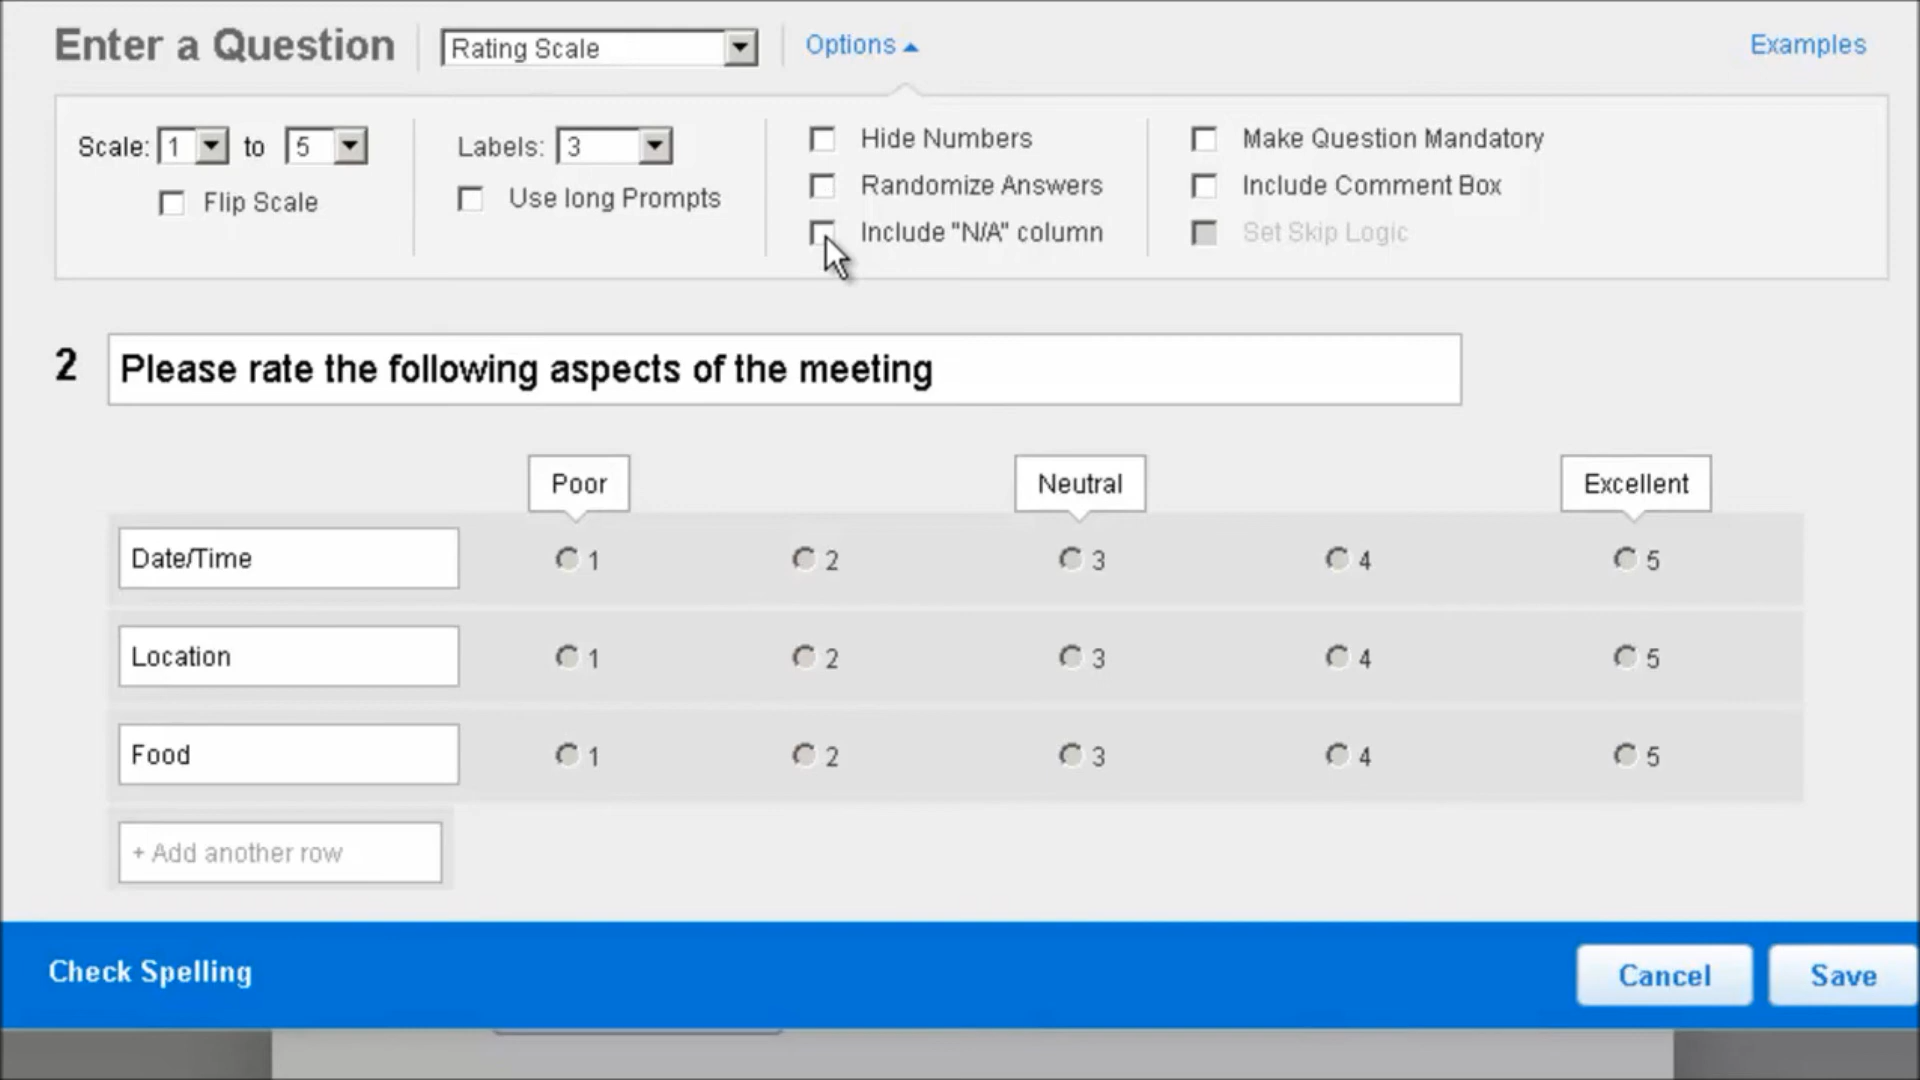 Enter a Question
Rating Scale
Options
Examples
Scale: 1 to 5
Flip Scale
Labels: 3
Use long Prompts
Hide Numbers
Randomize Answers
Include "N/A" column
Make Question Mandatory
Include Comment Box
Set Skip Logic
2 Please rate the following aspects of the meeting
Poor Neutral Excellent
Date/Time 1 2 3 4 5
Location 1 2 3 4 5
Food 1 2 3 4 5
+ Add another row
Check Spelling Cancel Save